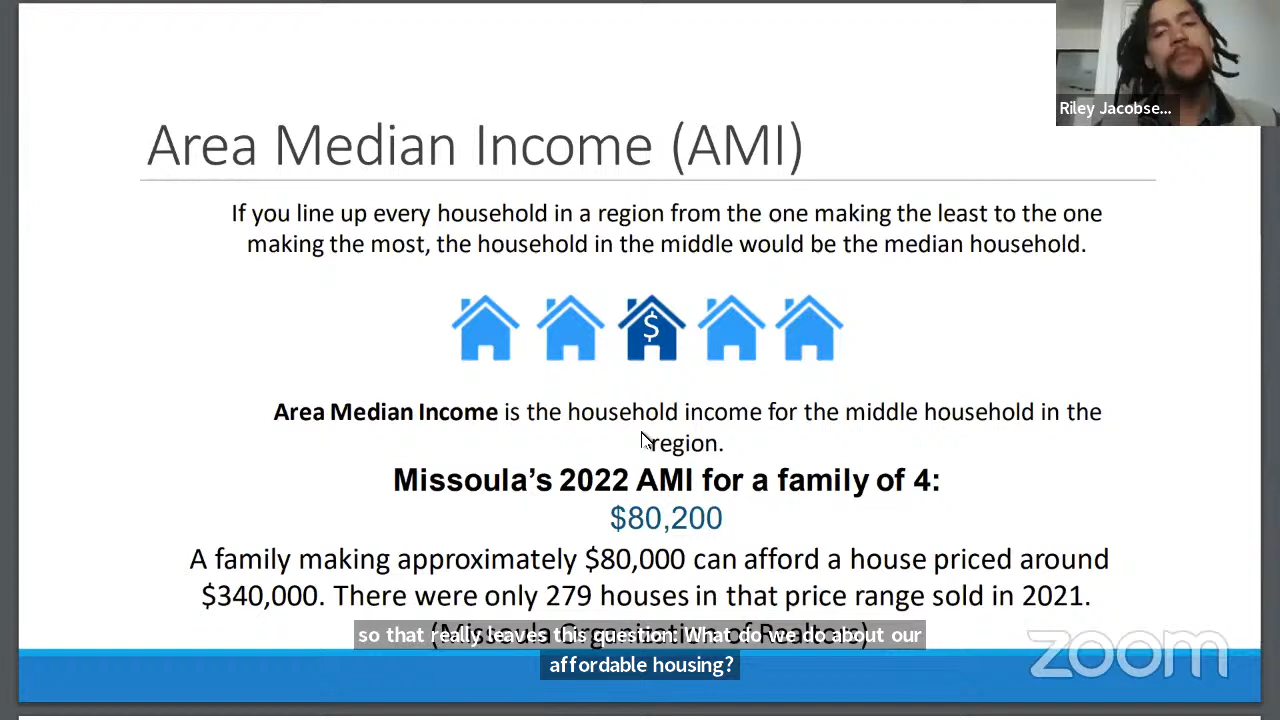 Riley Jacobse...
Area Median Income (AMI)
If you line up every household in a region from the one making the least to the one
making the most, the household in the middle would be the median household.
$
Area Median Income is the household income for the middle household in the
region.
Missoula’s 2022 AMI for a family of 4:
$80,200
A family making approximately $80,000 can afford a house priced around
$340,000. There were only 279 houses in that price range sold in 2021.
(Missoula Organization of Realtors)
so that really leaves this question: What do we do about our
affordable housing?
zoom